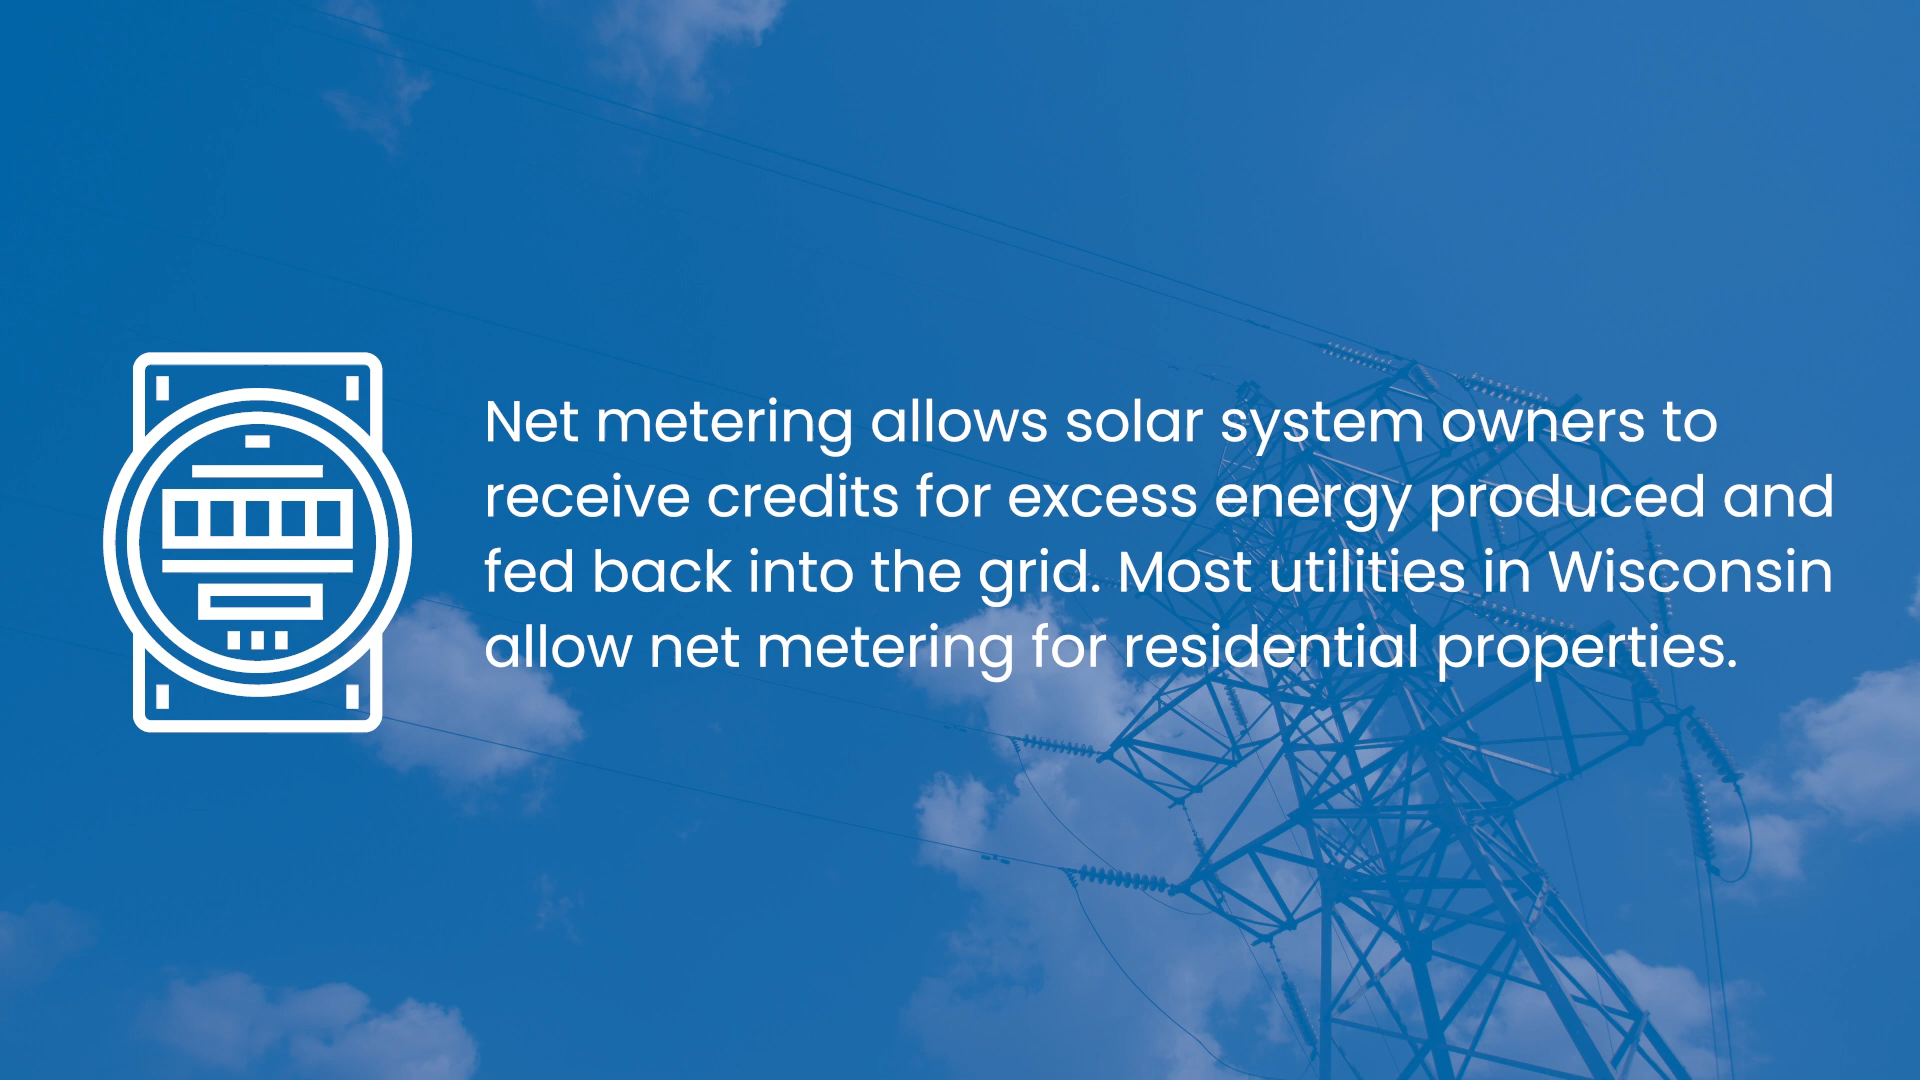 Net metering allows solar system owners to
receive credits for excess energy produced and
fed back into the grid. Most utilities in Wisconsin
allow net metering for residential properties.